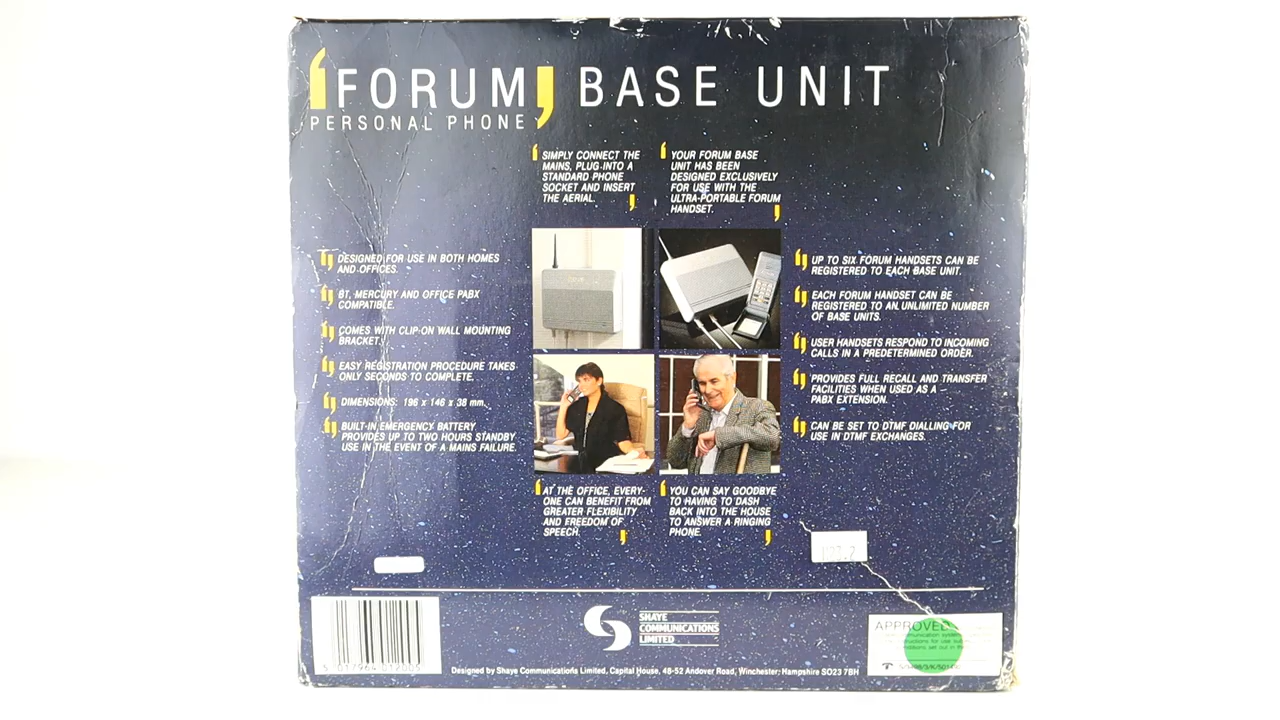 FORUM BASE UNIT
PERSONAL PHONE
SIMPLY CONNECT THE
MAINS, PLUG-INTO A
STANDARD PHONE
SOCKET AND INSERT
THE AERIAL.
YOUR FORUM BASE
UNIT HAS BEEN
DESIGNED EXCLUSIVELY
FOR USE WITH THE
ULTRA-PORTABLE FORUM
HANDSET.
DESIGNED FOR USE IN BOTH HOMES
AND OFFICES.
BT, MERCURY AND OFFICE PABX
COMPATIBLE.
COMES WITH CLIP-ON WALL MOUNTING
BRACKET.
EASY REGISTRATION PROCEDURE TAKES
ONLY SECONDS TO COMPLETE.
DIMENSIONS: 196 x 146 x 38 mm.
BUILT-IN EMERGENCY BATTERY
PROVIDES UP TO TWO HOURS STANDBY
USE IN THE EVENT OF A MAINS FAILURE.
UP TO SIX FORUM HANDSETS CAN BE
REGISTERED TO EACH BASE UNIT.
EACH FORUM HANDSET CAN BE
REGISTERED TO AN UNLIMITED NUMBER
OF BASE UNITS.
USER HANDSETS RESPOND TO INCOMING
CALLS IN A PREDETERMINED ORDER.
PROVIDES FULL RECALL AND TRANSFER
FACILITIES WHEN USED AS A
PABX EXTENSION.
CAN BE SET TO DTMF DIALLING FOR
USE IN DTMF EXCHANGES.
AT THE OFFICE, EVERY-
ONE CAN BENEFIT FROM
GREATER FLEXIBILITY
AND FREEDOM OF
SPEECH.
YOU CAN SAY GOODBYE
TO HAVING TO DASH
BACK INTO THE HOUSE
TO ANSWER A RINGING
PHONE.
SHAYE
COMMUNICATIONS
LIMITED
Designed by Shaye Communications Limited, Capital House, 48-52 Andover Road, Winchester, Hampshire SO23 7BH
APPROVED